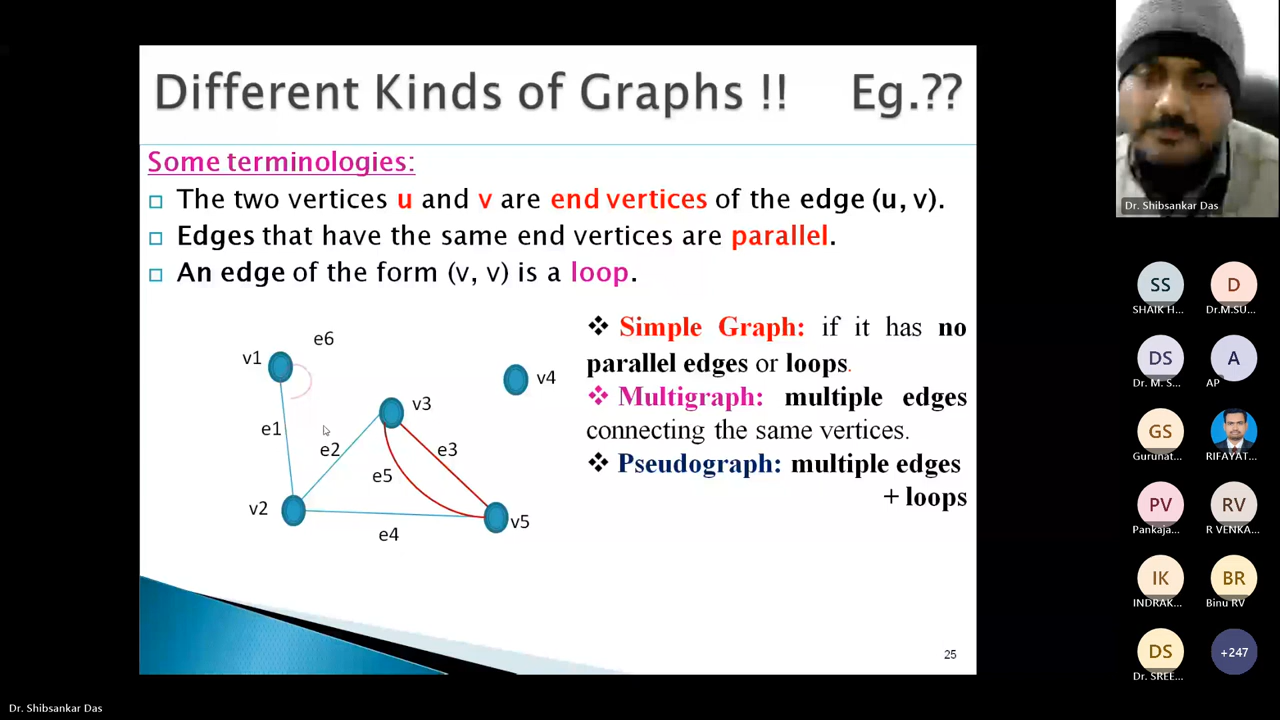 Different Kinds of Graphs !! Eg.??
Some terminologies:
The two vertices u and v are end vertices of the edge (u, v).
Edges that have the same end vertices are parallel.
An edge of the form (v, v) is a loop.
e6
v1
v4
v3
e1
e2
e3
e5
v2
v5
e4
❖ Simple Graph: if it has no
parallel edges or loops.
❖ Multigraph: multiple edges
connecting the same vertices.
❖ Pseudograph: multiple edges
+ loops
25
Dr. Shibsankar Das
SS
SHAIK H...
D
Dr.M.SU...
DS
Dr. M. S...
A
AP
GS
Gurunat...
RIFAYAT...
PV
Pankaja...
RV
R VENKA...
IK
INDRAK...
BR
Binu RV
DS
Dr. SREE...
+247
Dr. Shibsankar Das